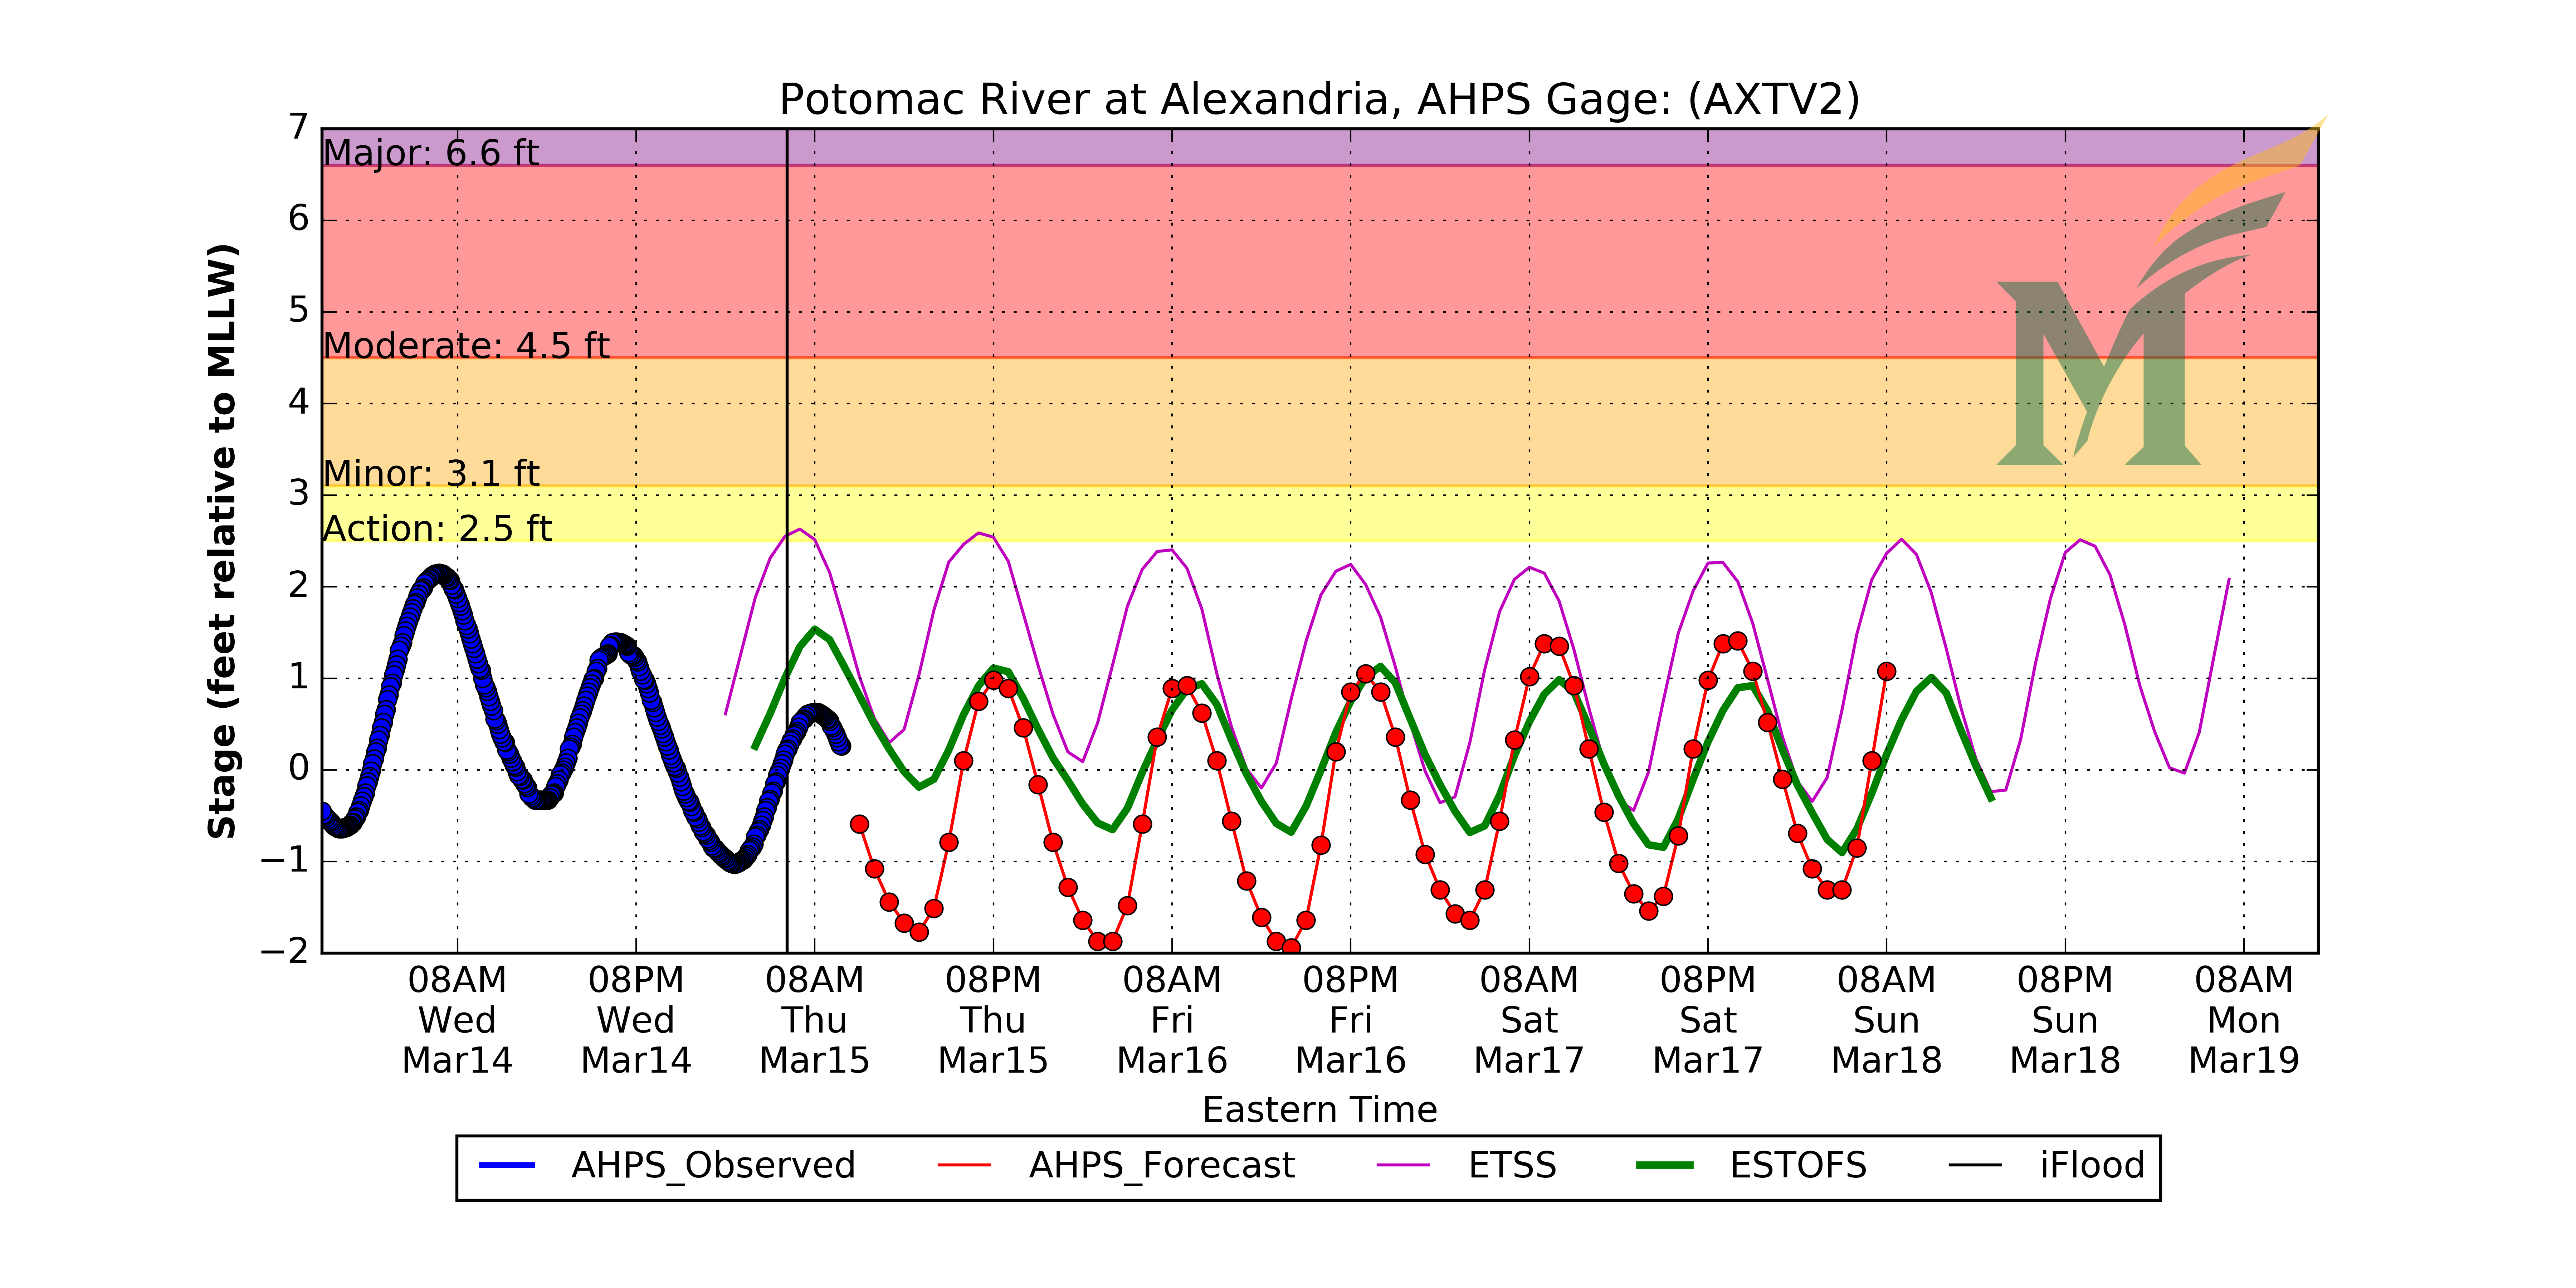 Potomac River at Alexandria, AHPS Gage: (AXTV2)
7
Major: 6.6 ft
6
5
Moderate: 4.5 ft
4
Minor: 3.1 ft
3
Action: 2.5 ft
2
1
0
−1
−2
Stage (feet relative to MLLW)
M
08AM 08PM 08AM 08PM 08AM 08PM 08AM 08PM 08AM 08PM 08AM
Wed Wed Thu Thu Fri Fri Sat Sat Sun Sun Mon
Mar14 Mar14 Mar15 Mar15 Mar16 Mar16 Mar17 Mar17 Mar18 Mar18 Mar19
Eastern Time
AHPS_Observed AHPS_Forecast ETSS ESTOFS iFlood